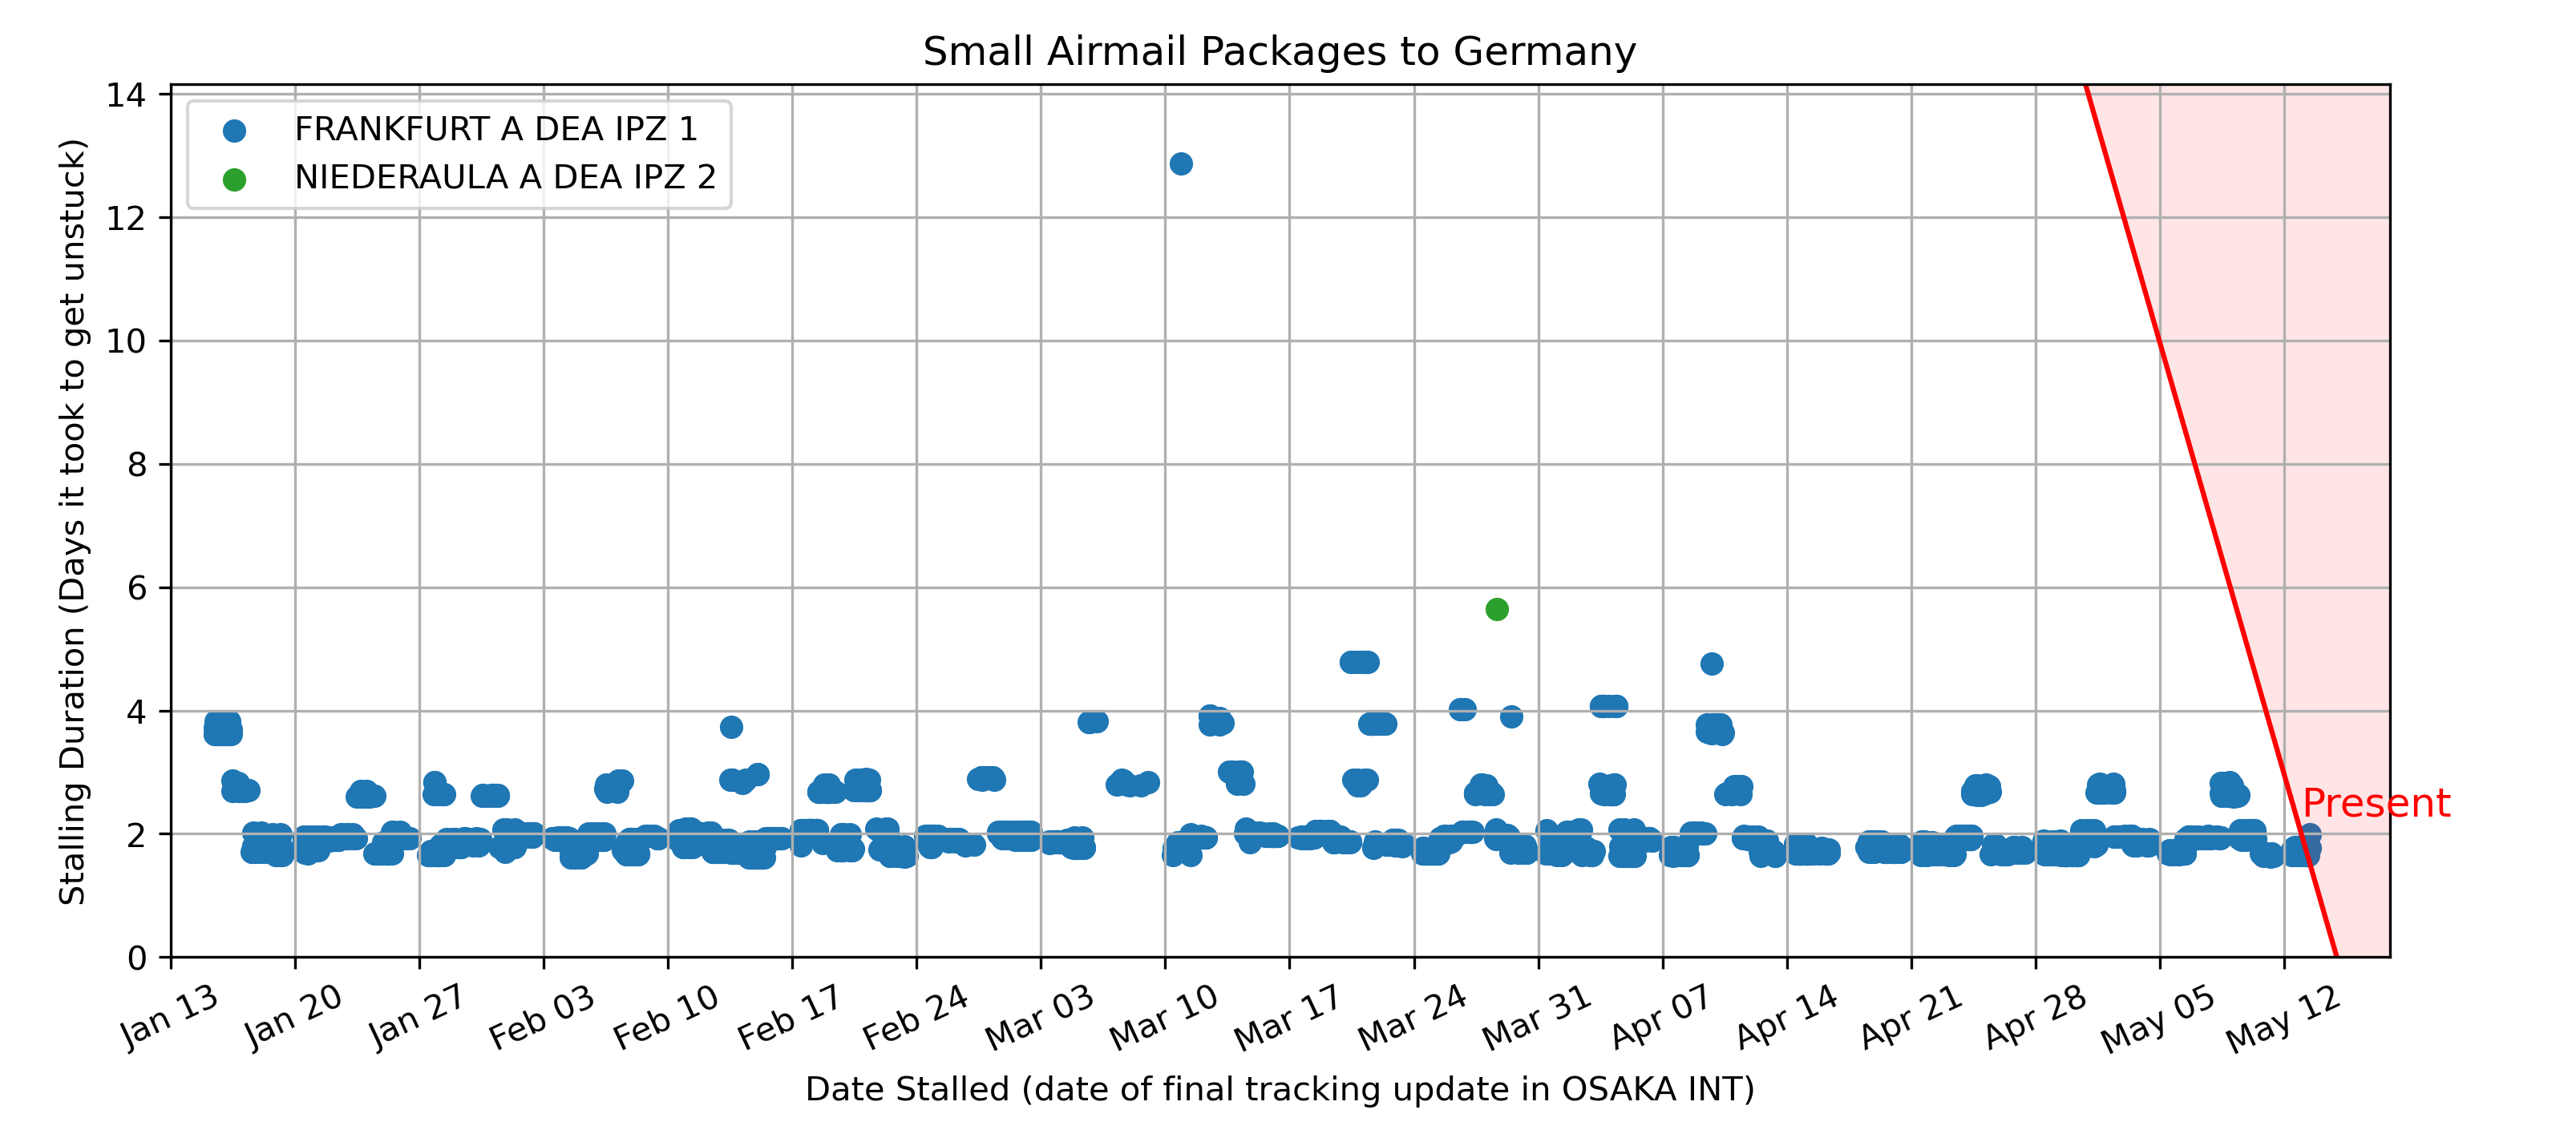 Small Airmail Packages to Germany
FRANKFURT A DEA IPZ 1
NIEDERAULA A DEA IPZ 2
Stalling Duration (Days it took to get unstuck)
14
12
10
8
6
4
2
0
Present
Jan 13
Jan 20
Jan 27
Feb 03
Feb 10
Feb 17
Feb 24
Mar 03
Mar 10
Mar 17
Mar 24
Mar 31
Apr 07
Apr 14
Apr 21
Apr 28
May 05
May 12
Date Stalled (date of final tracking update in OSAKA INT)